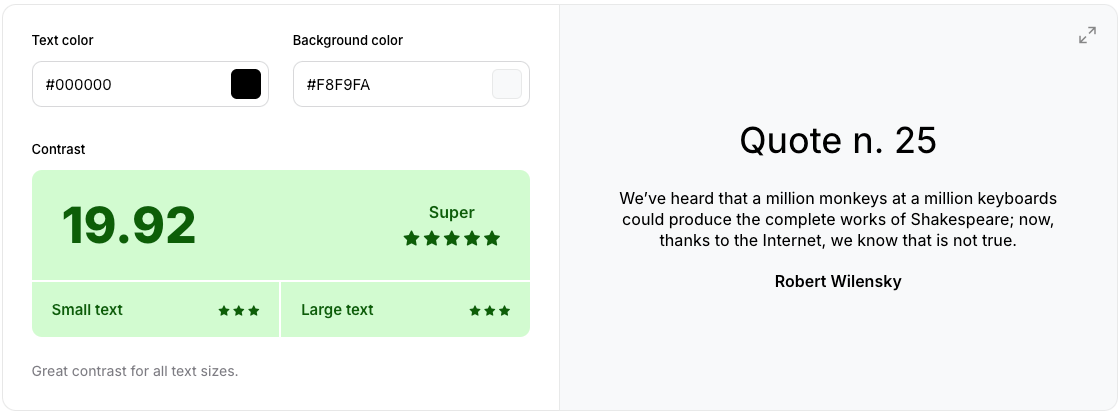 Text color
Background color
#000000
#F8F9FA
Contrast
19.92
Super
Small text
Large text
Great contrast for all text sizes.
Quote n. 25
We’ve heard that a million monkeys at a million keyboards
could produce the complete works of Shakespeare; now,
thanks to the Internet, we know that is not true.
Robert Wilensky